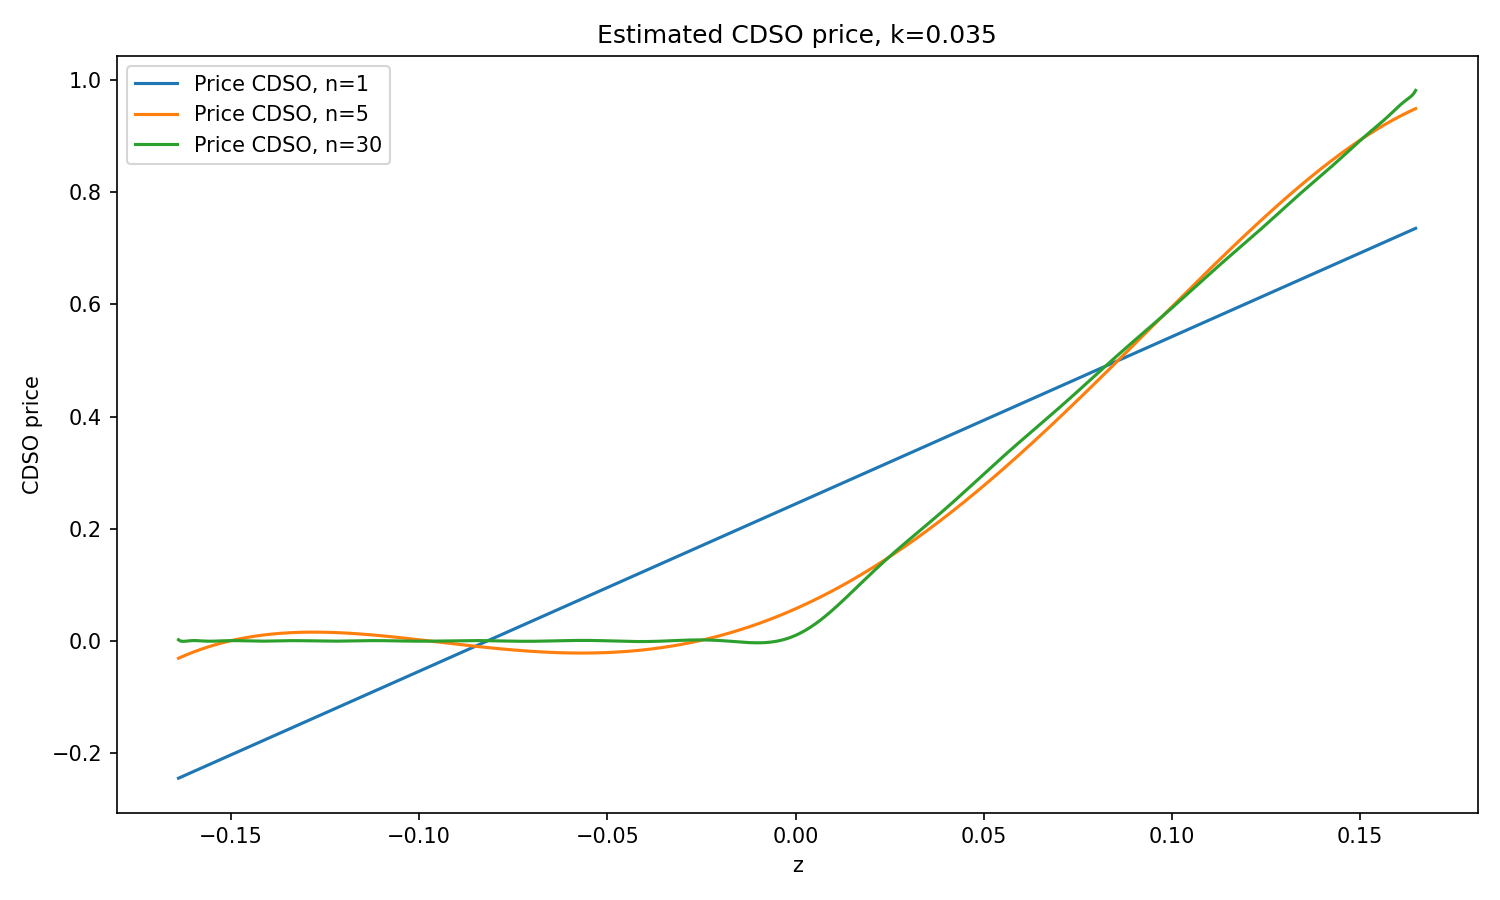 Estimated CDSO price, k=0.035
Price CDSO, n=1
Price CDSO, n=5
Price CDSO, n=30
CDSO price
1.0
0.8
0.6
0.4
0.2
0.0
−0.2
−0.15
−0.10
−0.05
0.00
0.05
0.10
0.15
z